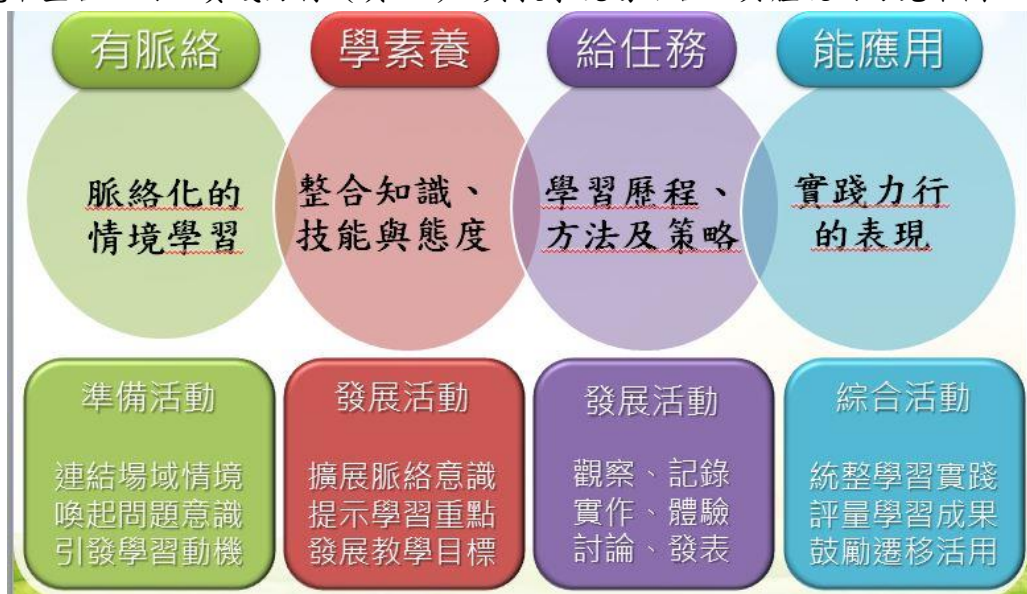 有脈絡
學素養
給任務
能應用
脈絡化的
情境學習
整合知識、
技能與態度
學習歷程、
方法及策略
實踐力行
的表現
準備活動
連結場域情境
喚起問題意識
引發學習動機
發展活動
擴展脈絡意識
提示學習重點
發展教學目標
發展活動
觀察、記錄
實作、體驗
討論、發表
綜合活動
統整學習實踐
評量學習成果
鼓勵遷移活用